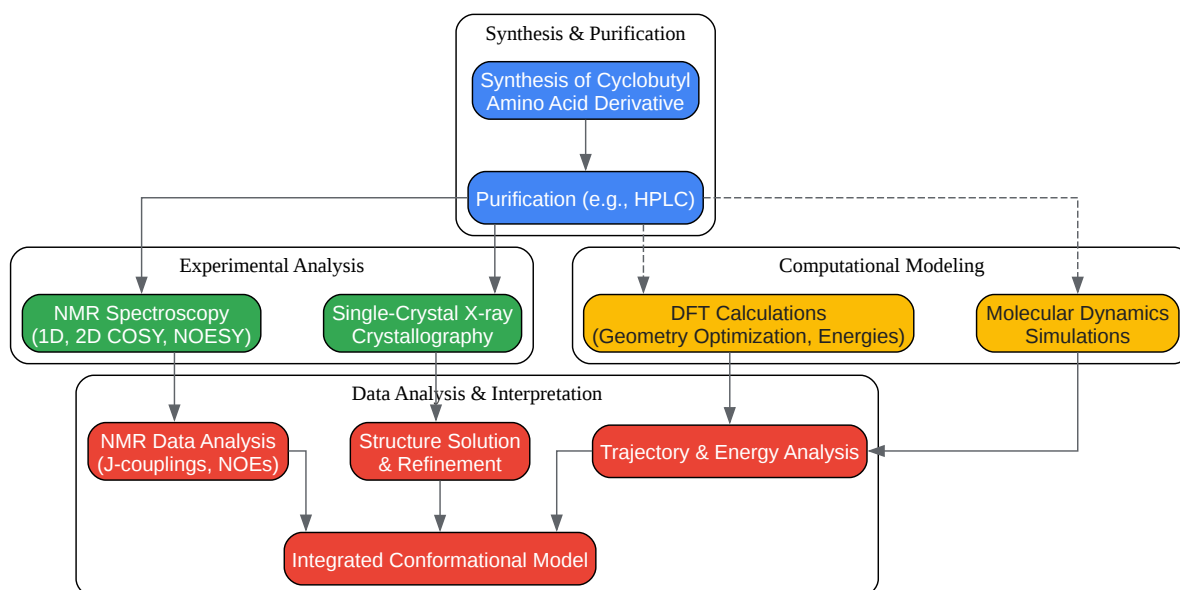 Synthesis & Purification
Synthesis of Cyclobutyl
Amino Acid Derivative
Purification (e.g., HPLC)
Experimental Analysis
Computational Modeling
NMR Spectroscopy
(1D, 2D COSY, NOESY)
Single-Crystal X-ray
Crystallography
DFT Calculations
(Geometry Optimization, Energies)
Molecular Dynamics
Simulations
Data Analysis & Interpretation
NMR Data Analysis
(J-couplings, NOEs)
Structure Solution
& Refinement
Trajectory & Energy Analysis
Integrated Conformational Model